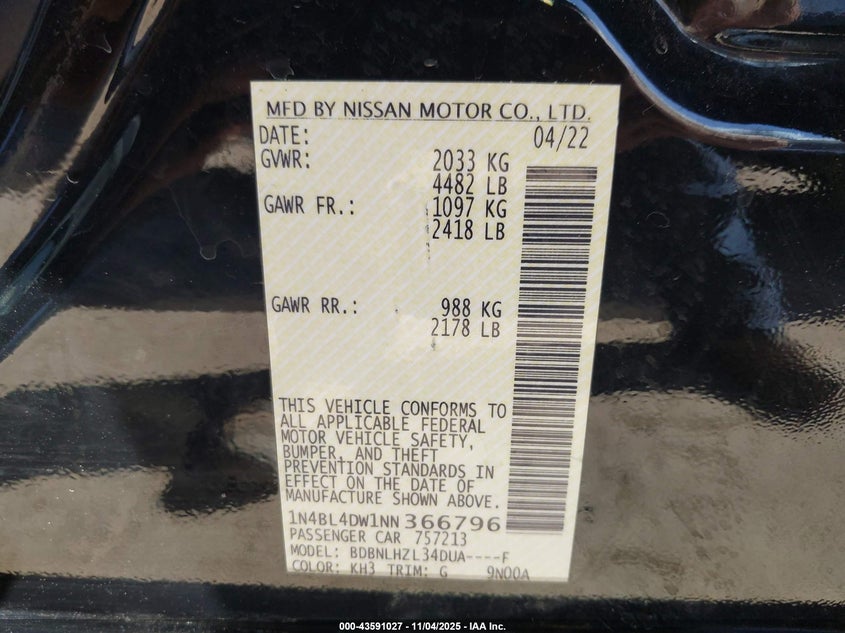 MFD BY NISSAN MOTOR CO., LTD.
DATE: 04/22
GVWR: 2033 KG
4482 LB
GAWR FR.: 1097 KG
2418 LB
GAWR RR.: 988 KG
2178 LB
THIS VEHICLE CONFORMS TO
ALL APPLICABLE FEDERAL
MOTOR VEHICLE SAFETY,
BUMPER, AND THEFT
PREVENTION STANDARDS IN
EFFECT ON THE DATE OF
MANUFACTURE SHOWN ABOVE.
1N4BL4DW1NN366796
PASSENGER CAR 757213
MODEL: BDBNLHZL34DUA----F
COLOR: KH3 TRIM: G 9N00A
000-43591027 - 11/04/2025 - IAA Inc.